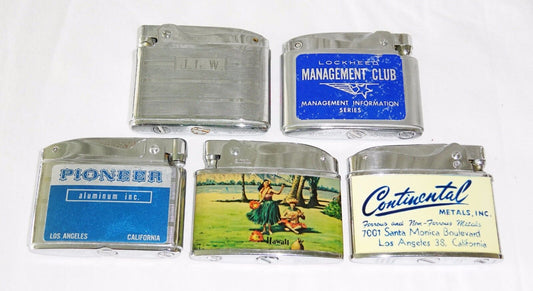 J. F. W
LOCKHEED
MANAGEMENT CLUB
MANAGEMENT INFORMATION
SERIES
PIONEER
aluminum inc.
LOS ANGELES CALIFORNIA
Hawaii
Continental
METALS, INC.
Ferrous and Non-Ferrous Metals
7001 Santa Monica Boulevard
Los Angeles 38, California